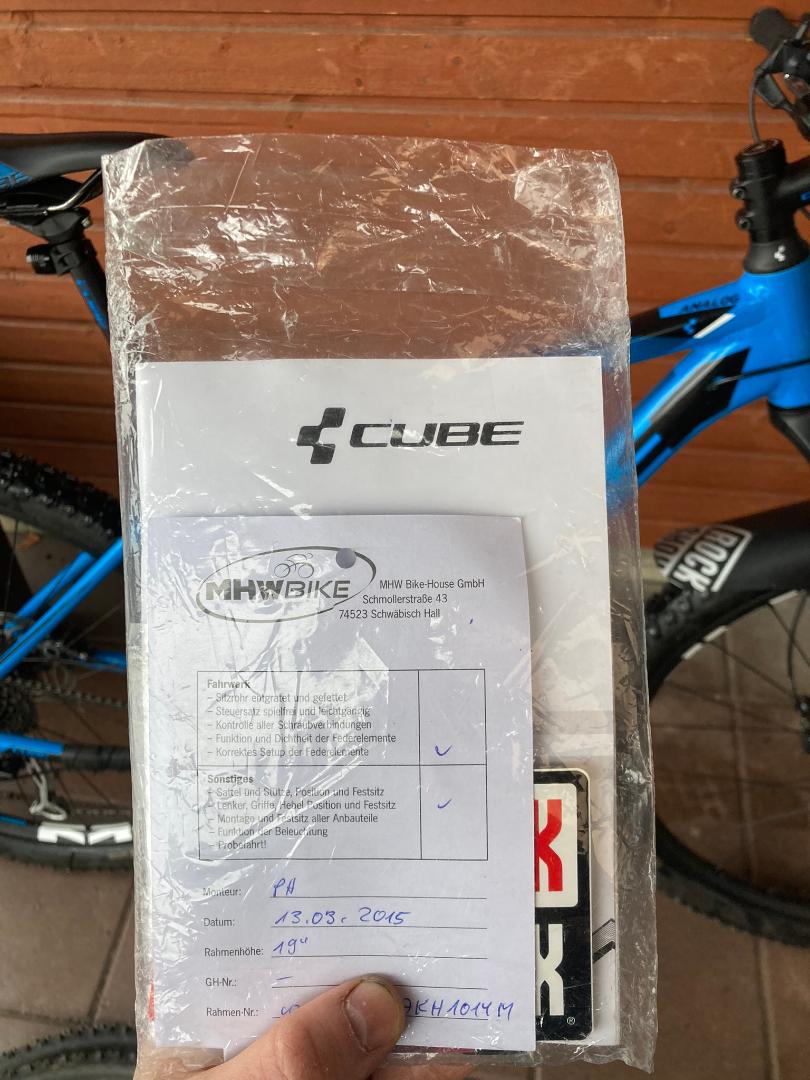 ANALOG
CUBE
ROCK
MHW BIKE
MHW Bike-House GmbH
Schmollerstraße 43
74523 Schwäbisch Hall
Fahrwerk
– Sitzrohr entgratet und gefettet
– Steuersatz spielfrei und leichtgängig
– Kontrolle aller Schraubverbindungen
– Funktion und Dichtheit der Federelemente
– Korrektes Setup der Federelemente
Sonstiges
– Sattel und Stütze, Position und Festsitz
– Lenker, Griffe, Hebel Position und Festsitz
– Montage und Festsitz aller Anbauteile
– Funktion der Beleuchtung
– Probefahrt!
Monteur: PH
Datum: 13.03.2015
Rahmenhöhe: 19"
GH-Nr.: –
Rahmen-Nr.: KH1014M
®